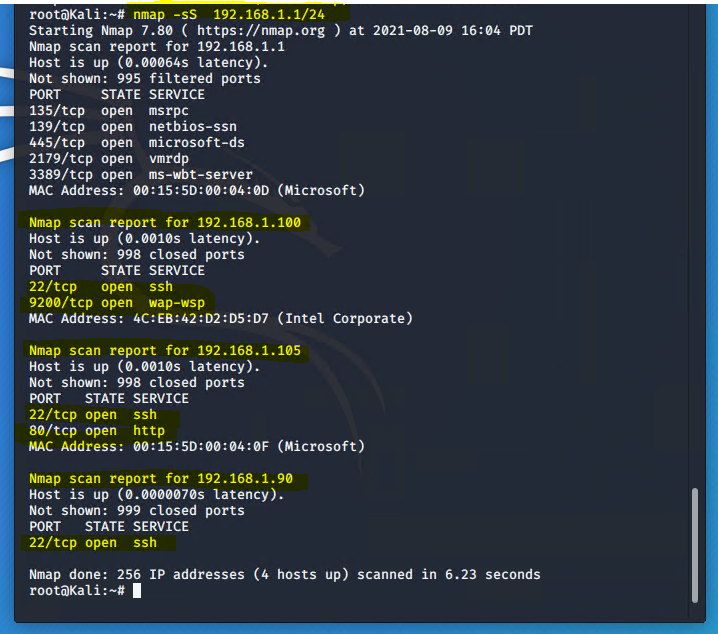 root@Kali:~# nmap -sS  192.168.1.1/24
Starting Nmap 7.80 ( https://nmap.org ) at 2021-08-09 16:04 PDT
Nmap scan report for 192.168.1.1
Host is up (0.00064s latency).
Not shown: 995 filtered ports
PORT     STATE SERVICE
135/tcp  open  msrpc
139/tcp  open  netbios-ssn
445/tcp  open  microsoft-ds
2179/tcp open  vmrdp
3389/tcp open  ms-wbt-server
MAC Address: 00:15:5D:00:04:0D (Microsoft)

Nmap scan report for 192.168.1.100
Host is up (0.0010s latency).
Not shown: 998 closed ports
PORT     STATE SERVICE
22/tcp   open  ssh
9200/tcp open  wap-wsp
MAC Address: 4C:EB:42:D2:D5:D7 (Intel Corporate)

Nmap scan report for 192.168.1.105
Host is up (0.0010s latency).
Not shown: 998 closed ports
PORT   STATE SERVICE
22/tcp open  ssh
80/tcp open  http
MAC Address: 00:15:5D:00:04:0F (Microsoft)

Nmap scan report for 192.168.1.90
Host is up (0.0000070s latency).
Not shown: 999 closed ports
PORT   STATE SERVICE
22/tcp open  ssh

Nmap done: 256 IP addresses (4 hosts up) scanned in 6.23 seconds
root@Kali:~#